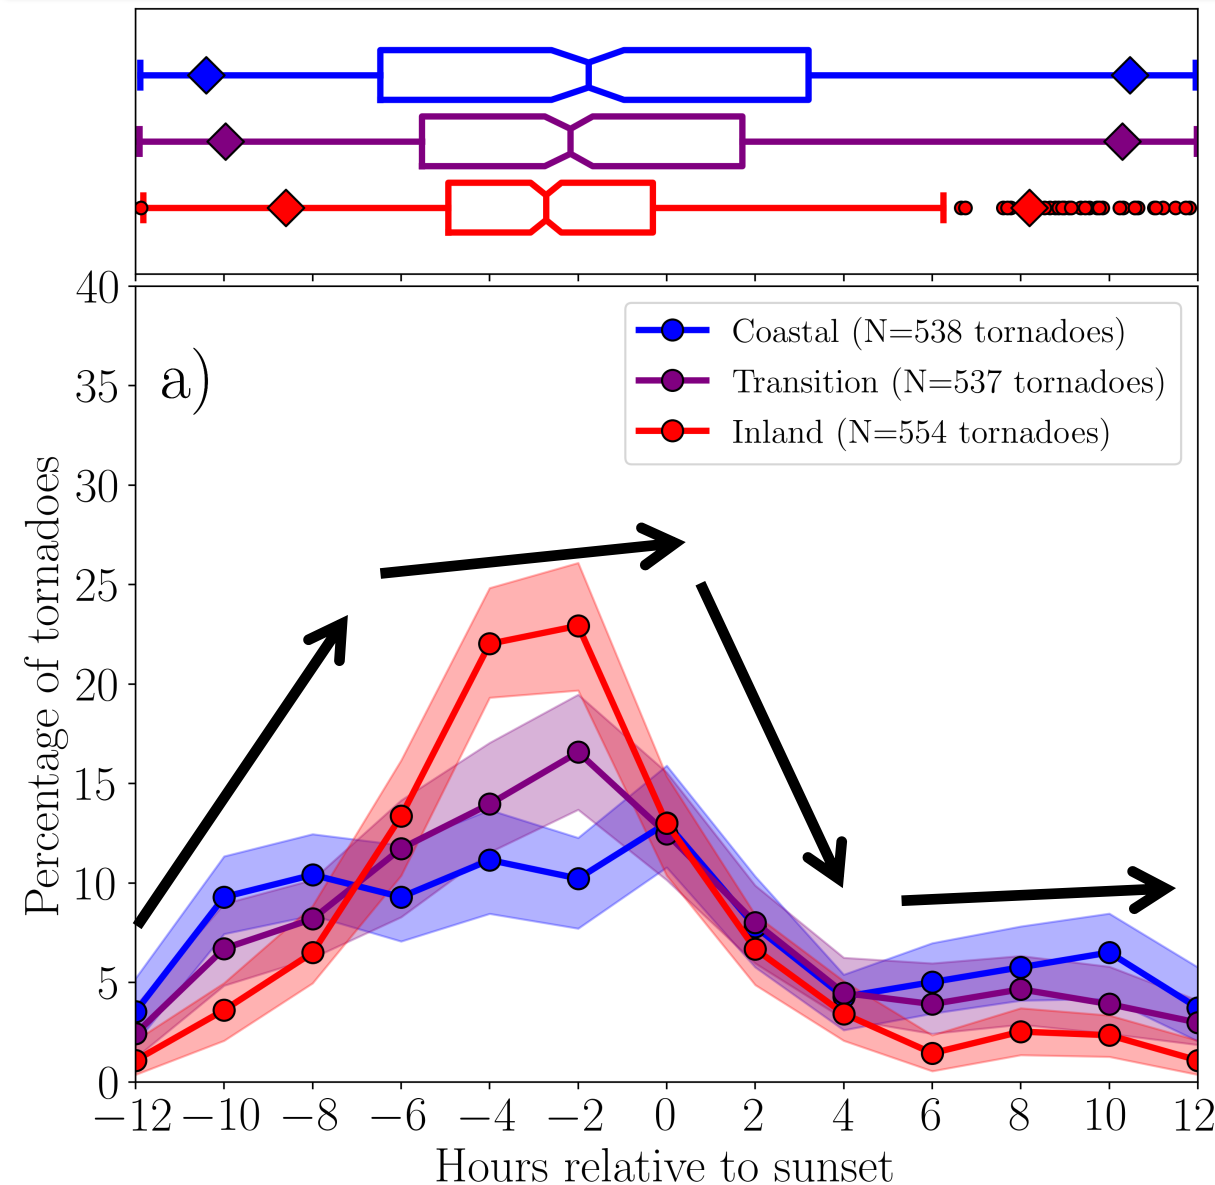 40
35
30
25
20
15
10
5
0
Percentage of tornadoes
a)
Coastal (N=538 tornadoes)
Transition (N=537 tornadoes)
Inland (N=554 tornadoes)
−12 −10 −8 −6 −4 −2 0 2 4 6 8 10 12
Hours relative to sunset